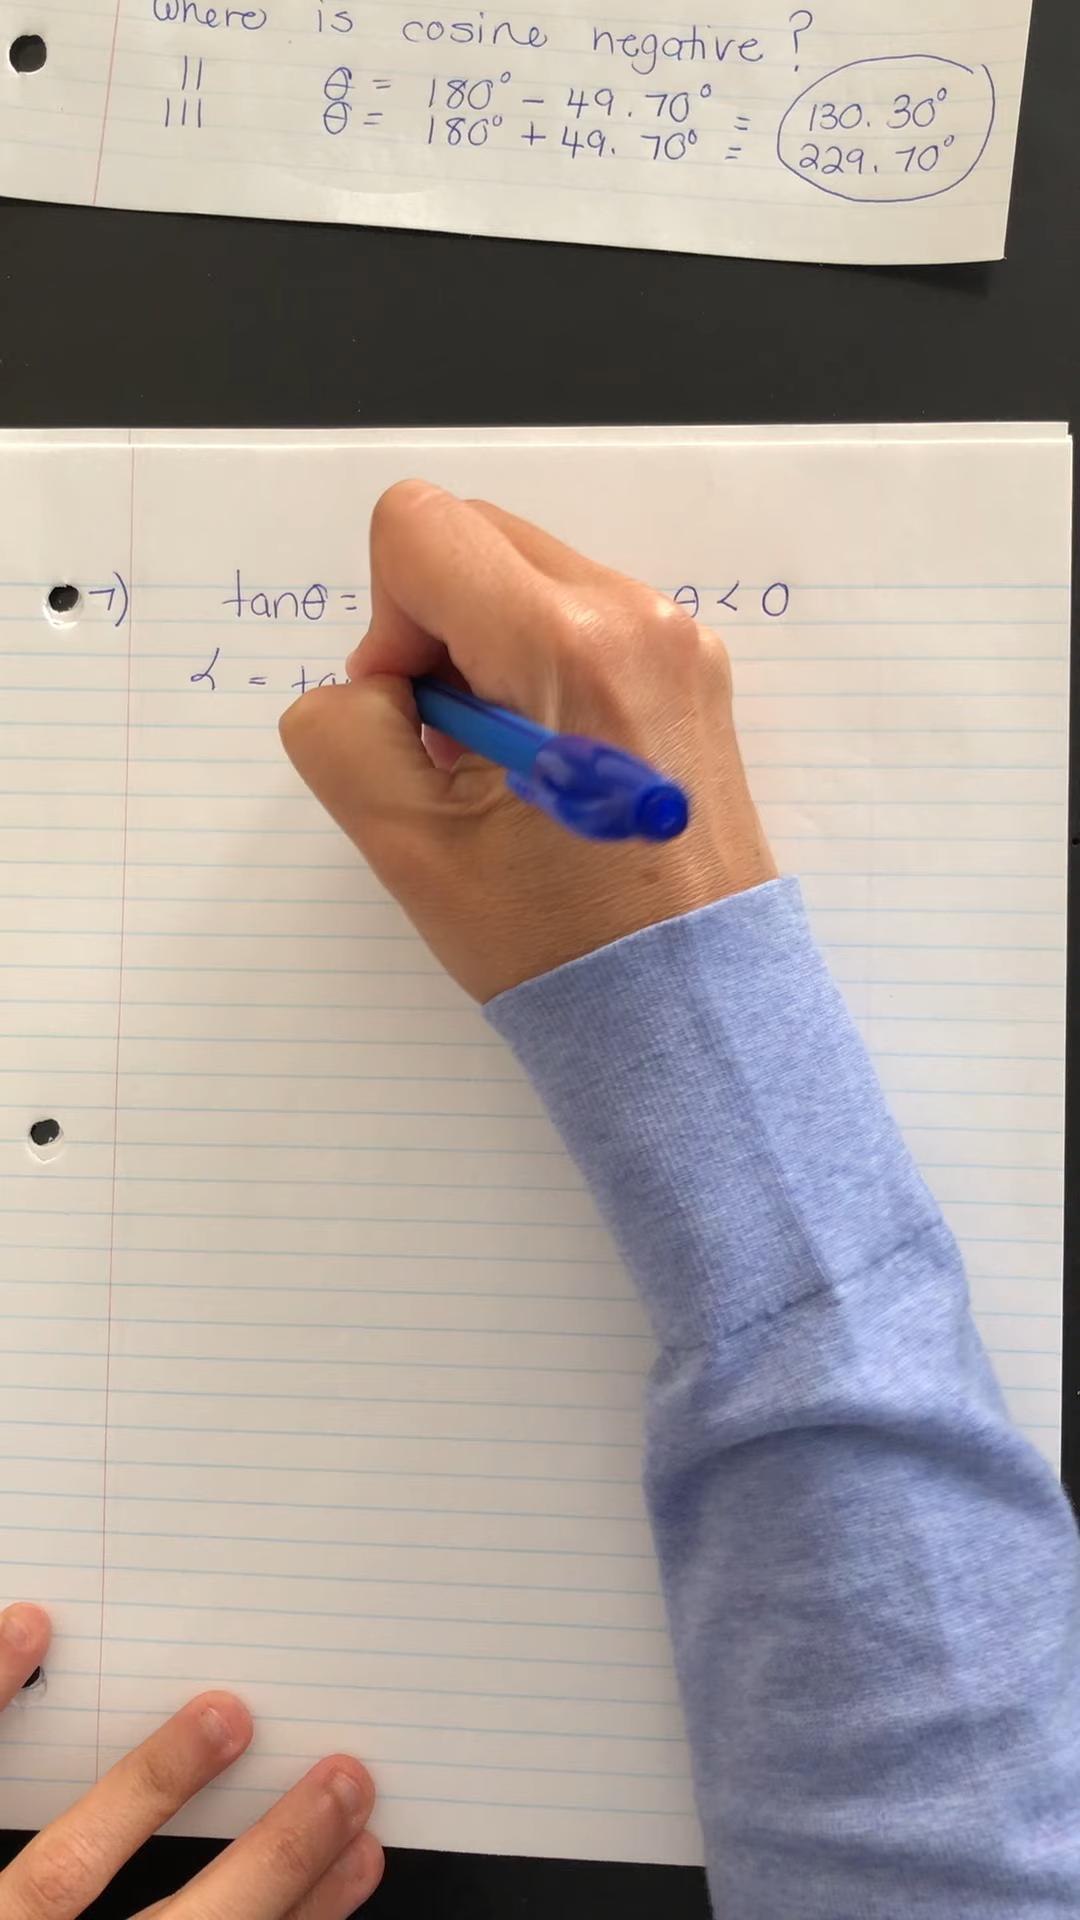 where is cosine negative?
II θ = 180° - 49.70° = 130.30°
III θ = 180° + 49.70° = 229.70°
7) tanθ = θ < 0
α = ta